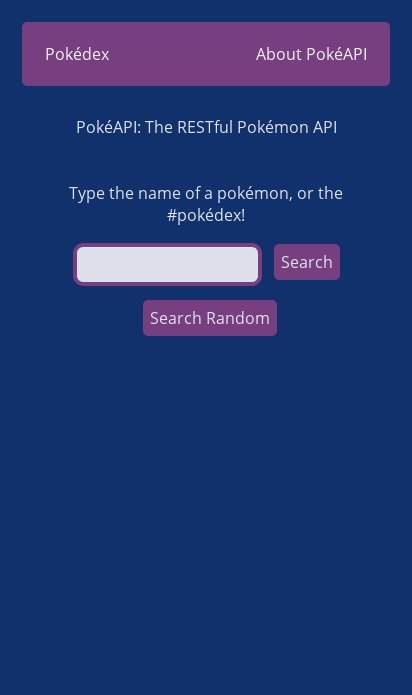 Pokédex About PokéAPI
PokéAPI: The RESTful Pokémon API
Type the name of a pokémon, or the
#pokédex!
Search
Search Random